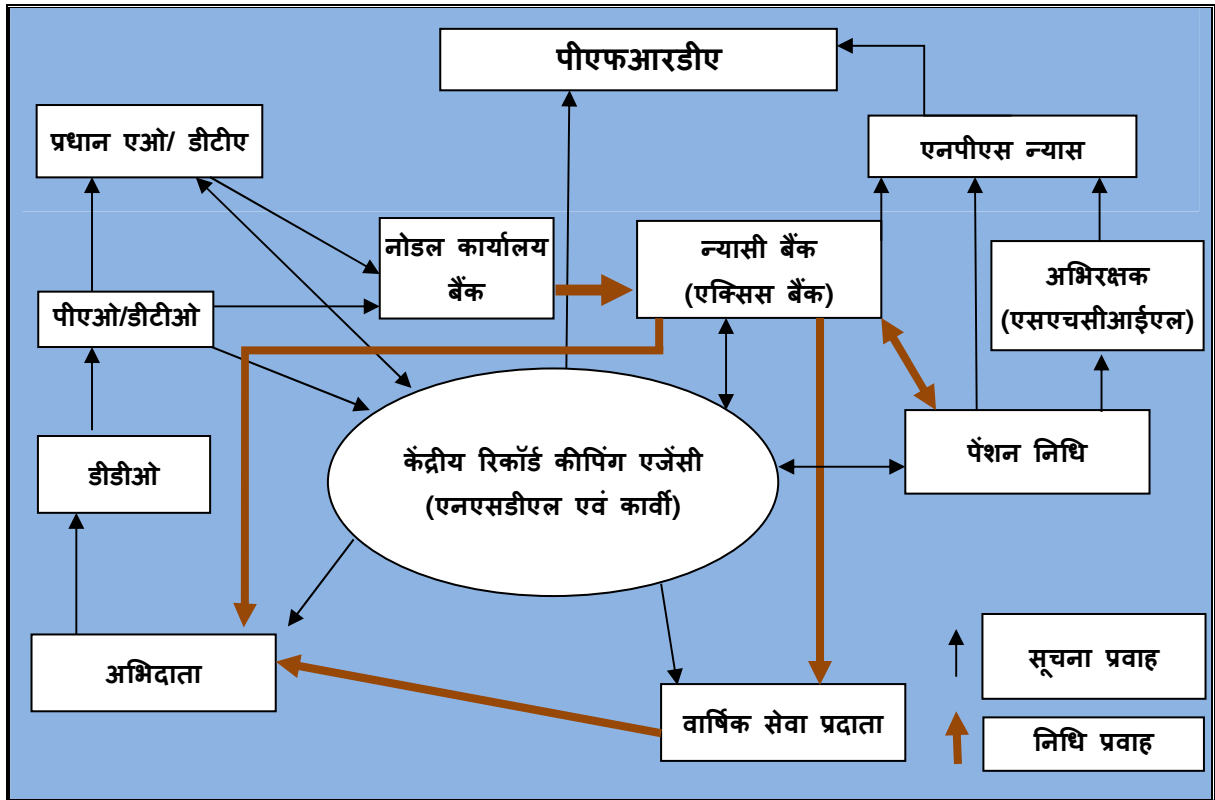 पीएफआरडीए
प्रधान एओ/ डीटीए
एनपीएस न्यास
नोडल कार्यालय
बैंक
न्यासी बैंक
(एक्सिस बैंक)
अभिरक्षक
(एसएचसीआईएल)
पीएओ/डीटीओ
डीडीओ
केंद्रीय रिकॉर्ड कीपिंग एजेंसी
(एनएसडीएल एवं कार्वी)
पेंशन निधि
अभिदाता
वार्षिक सेवा प्रदाता
सूचना प्रवाह
निधि प्रवाह